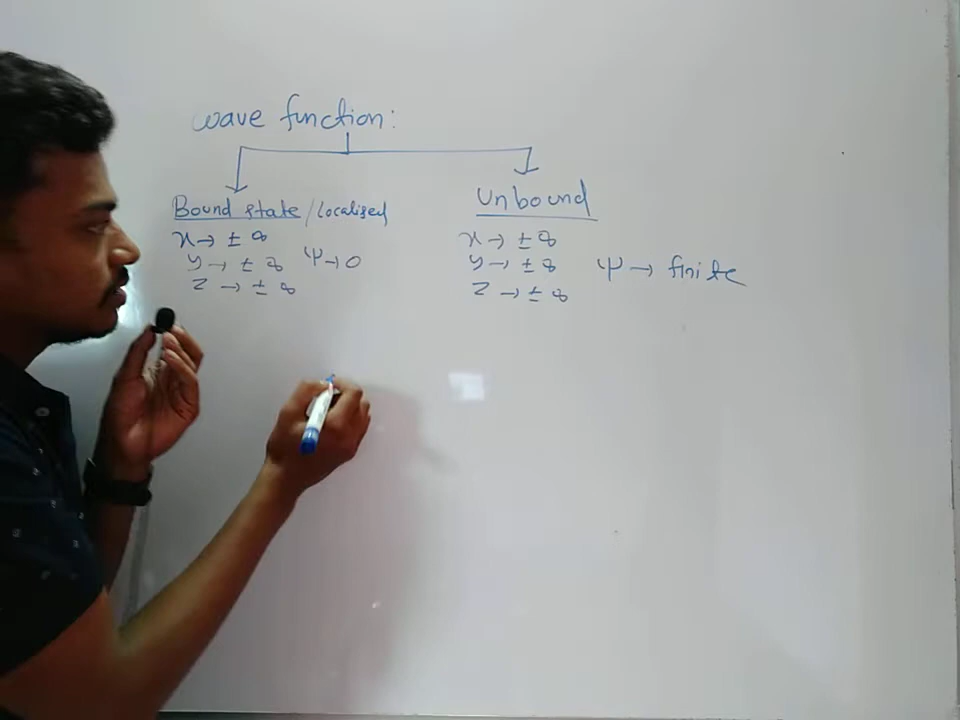 wave function:
Bound state/Localised
x→ ± ∞
y→ ± ∞ ψ→0
z → ± ∞
Unbound
x→ ± ∞
y→ ± ∞ ψ → finite
z → ± ∞